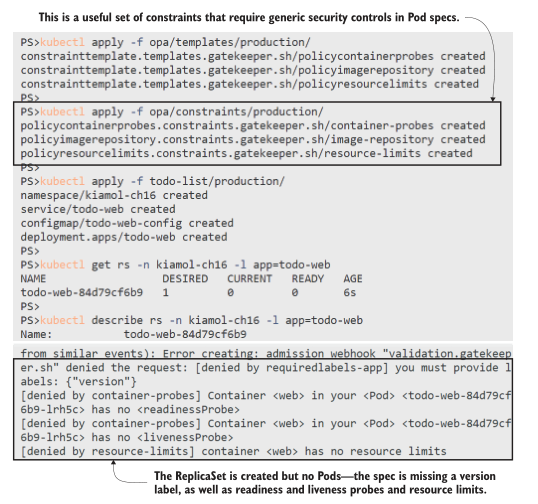 This is a useful set of constraints that require generic security controls in Pod specs.
PS>kubectl apply -f opa/templates/production/
constrainttemplate.templates.gatekeeper.sh/policycontainerprobes created
constrainttemplate.templates.gatekeeper.sh/policyimagerepository created
constrainttemplate.templates.gatekeeper.sh/policyresourcelimits created
PS>
PS>kubectl apply -f opa/constraints/production/
policycontainerprobes.constraints.gatekeeper.sh/container-probes created
policyimagerepository.constraints.gatekeeper.sh/image-repository created
policyresourcelimits.constraints.gatekeeper.sh/resource-limits created
PS>
PS>kubectl apply -f todo-list/production/
namespace/kiamol-ch16 created
service/todo-web created
configmap/todo-web-config created
deployment.apps/todo-web created
PS>
PS>kubectl get rs -n kiamol-ch16 -l app=todo-web
NAME DESIRED CURRENT READY AGE
todo-web-84d79cf6b9 1 0 0 6s
PS>
PS>kubectl describe rs -n kiamol-ch16 -l app=todo-web
Name: todo-web-84d79cf6b9
from similar events): Error creating: admission webhook "validation.gatekeep
er.sh" denied the request: [denied by requiredlabels-app] you must provide l
abels: {"version"}
[denied by container-probes] Container <web> in your <Pod> <todo-web-84d79cf
6b9-lrh5c> has no <readinessProbe>
[denied by container-probes] Container <web> in your <Pod> <todo-web-84d79cf
6b9-lrh5c> has no <livenessProbe>
[denied by resource-limits] container <web> has no resource limits
The ReplicaSet is created but no Pods—the spec is missing a version
label, as well as readiness and liveness probes and resource limits.